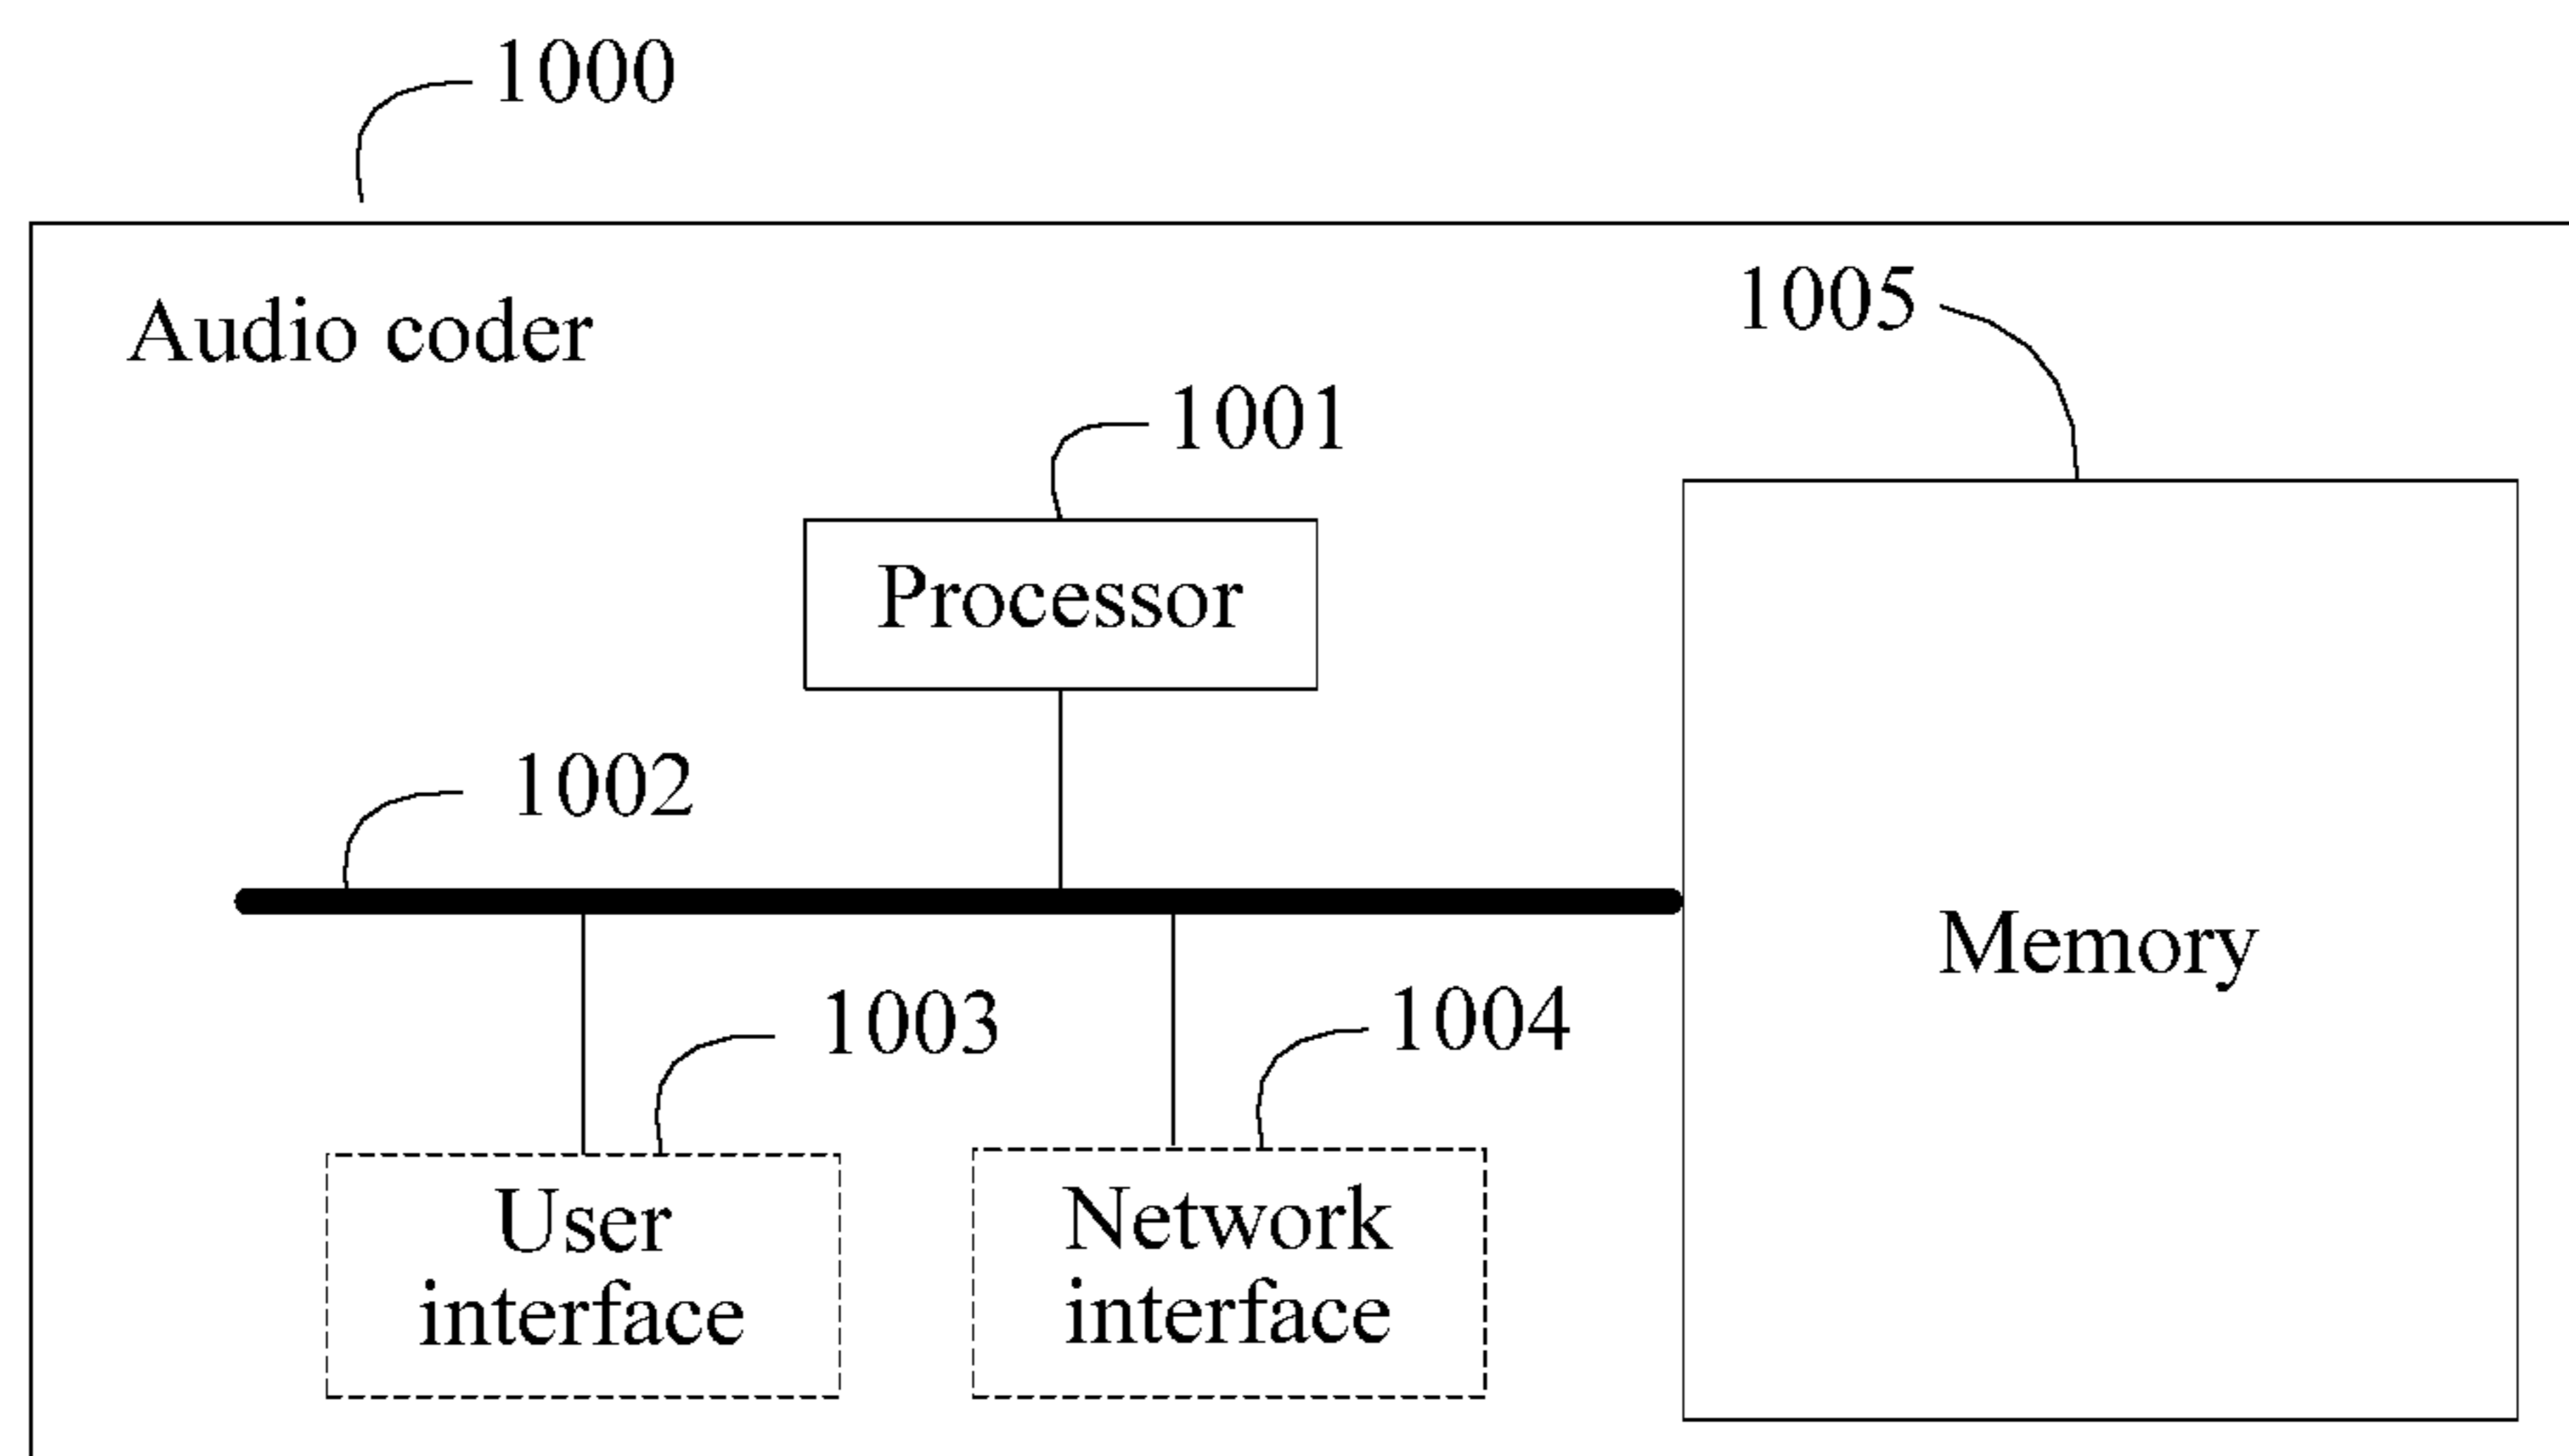 1000
Audio coder
1005
1001
Processor
1002
Memory
1003
1004
User
interface
Network
interface